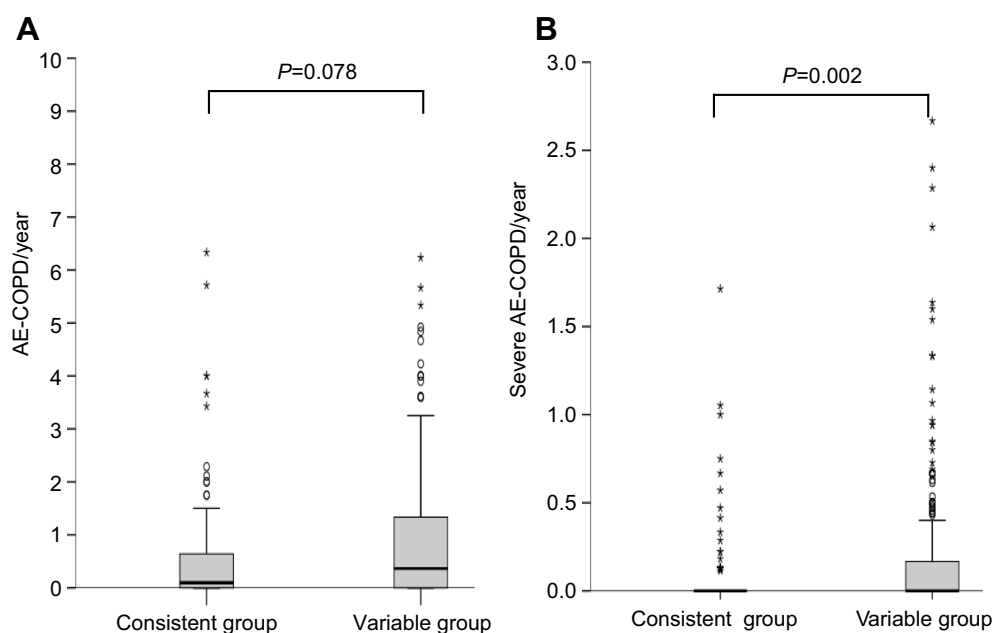 A
AE-COPD/year
10
9
8
7
6
5
4
3
2
1
0
P=0.078
Consistent group
Variable group
B
Severe AE-COPD/year
3.0
2.5
2.0
1.5
1.0
0.5
0.0
P=0.002
Consistent group
Variable group